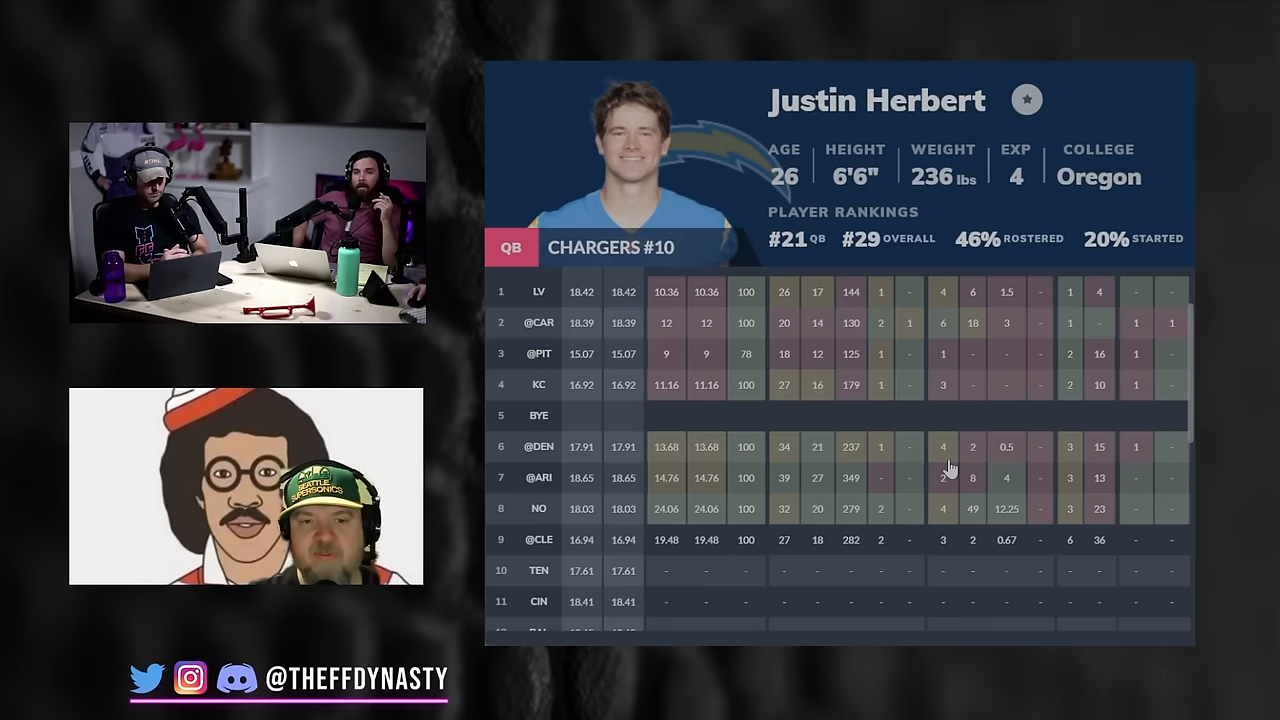 Justin Herbert
AGE HEIGHT WEIGHT EXP COLLEGE
26 6'6" 236 lbs 4 Oregon
PLAYER RANKINGS
#21 QB #29 OVERALL 46% ROSTERED 20% STARTED
QB CHARGERS #10
1 LV 18.42 18.42 10.36 10.36 100 26 17 144 1 - 4 6 1.5 - 1 4 - -
2 @CAR 18.39 18.39 12 12 100 20 14 130 2 1 6 18 3 - 1 - 1 1
3 @PIT 15.07 15.07 9 9 78 18 12 125 1 - 1 - - - 2 16 1 -
4 KC 16.92 16.92 11.16 11.16 100 27 16 179 1 - 3 - - - 2 10 1 -
5 BYE
6 @DEN 17.91 17.91 13.68 13.68 100 34 21 237 1 - 4 2 0.5 - 3 15 1 -
7 @ARI 18.65 18.65 14.76 14.76 100 39 27 349 - - 2 8 4 - 3 13 - -
8 NO 18.03 18.03 24.06 24.06 100 32 20 279 2 - 4 49 12.25 - 3 23 - -
9 @CLE 16.94 16.94 19.48 19.48 100 27 18 282 2 - 3 2 0.67 - 6 36 - -
10 TEN 17.61 17.61 - - - - - - - - - - - - - - - -
11 CIN 18.41 18.41 - - - - - - - - - - - - - - - -
STIHL
SEATTLE
SUPERSONICS
@THEFFDYNASTY